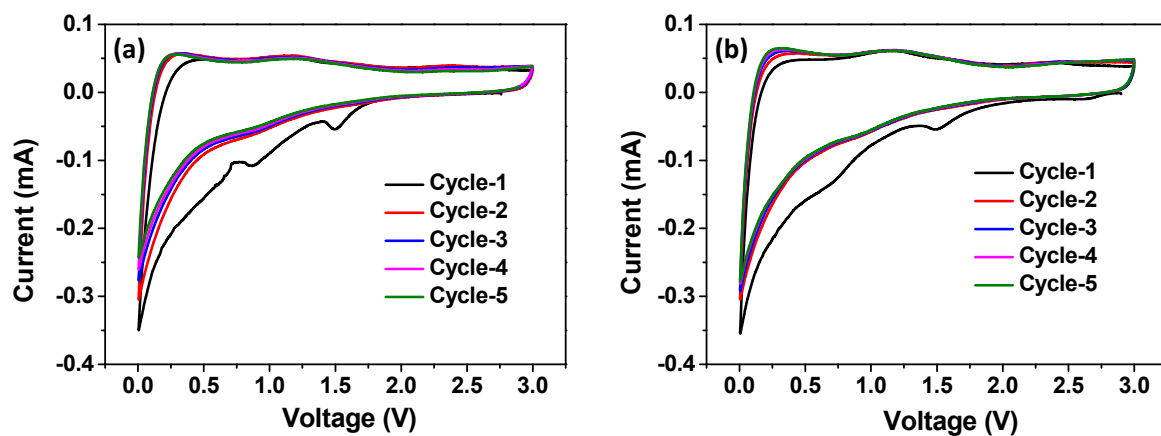 (a)
Current (mA)
0.1
0.0
-0.1
-0.2
-0.3
-0.4
Cycle-1
Cycle-2
Cycle-3
Cycle-4
Cycle-5
0.0 0.5 1.0 1.5 2.0 2.5 3.0
Voltage (V)
(b)
Current (mA)
0.1
0.0
-0.1
-0.2
-0.3
-0.4
Cycle-1
Cycle-2
Cycle-3
Cycle-4
Cycle-5
0.0 0.5 1.0 1.5 2.0 2.5 3.0
Voltage (V)